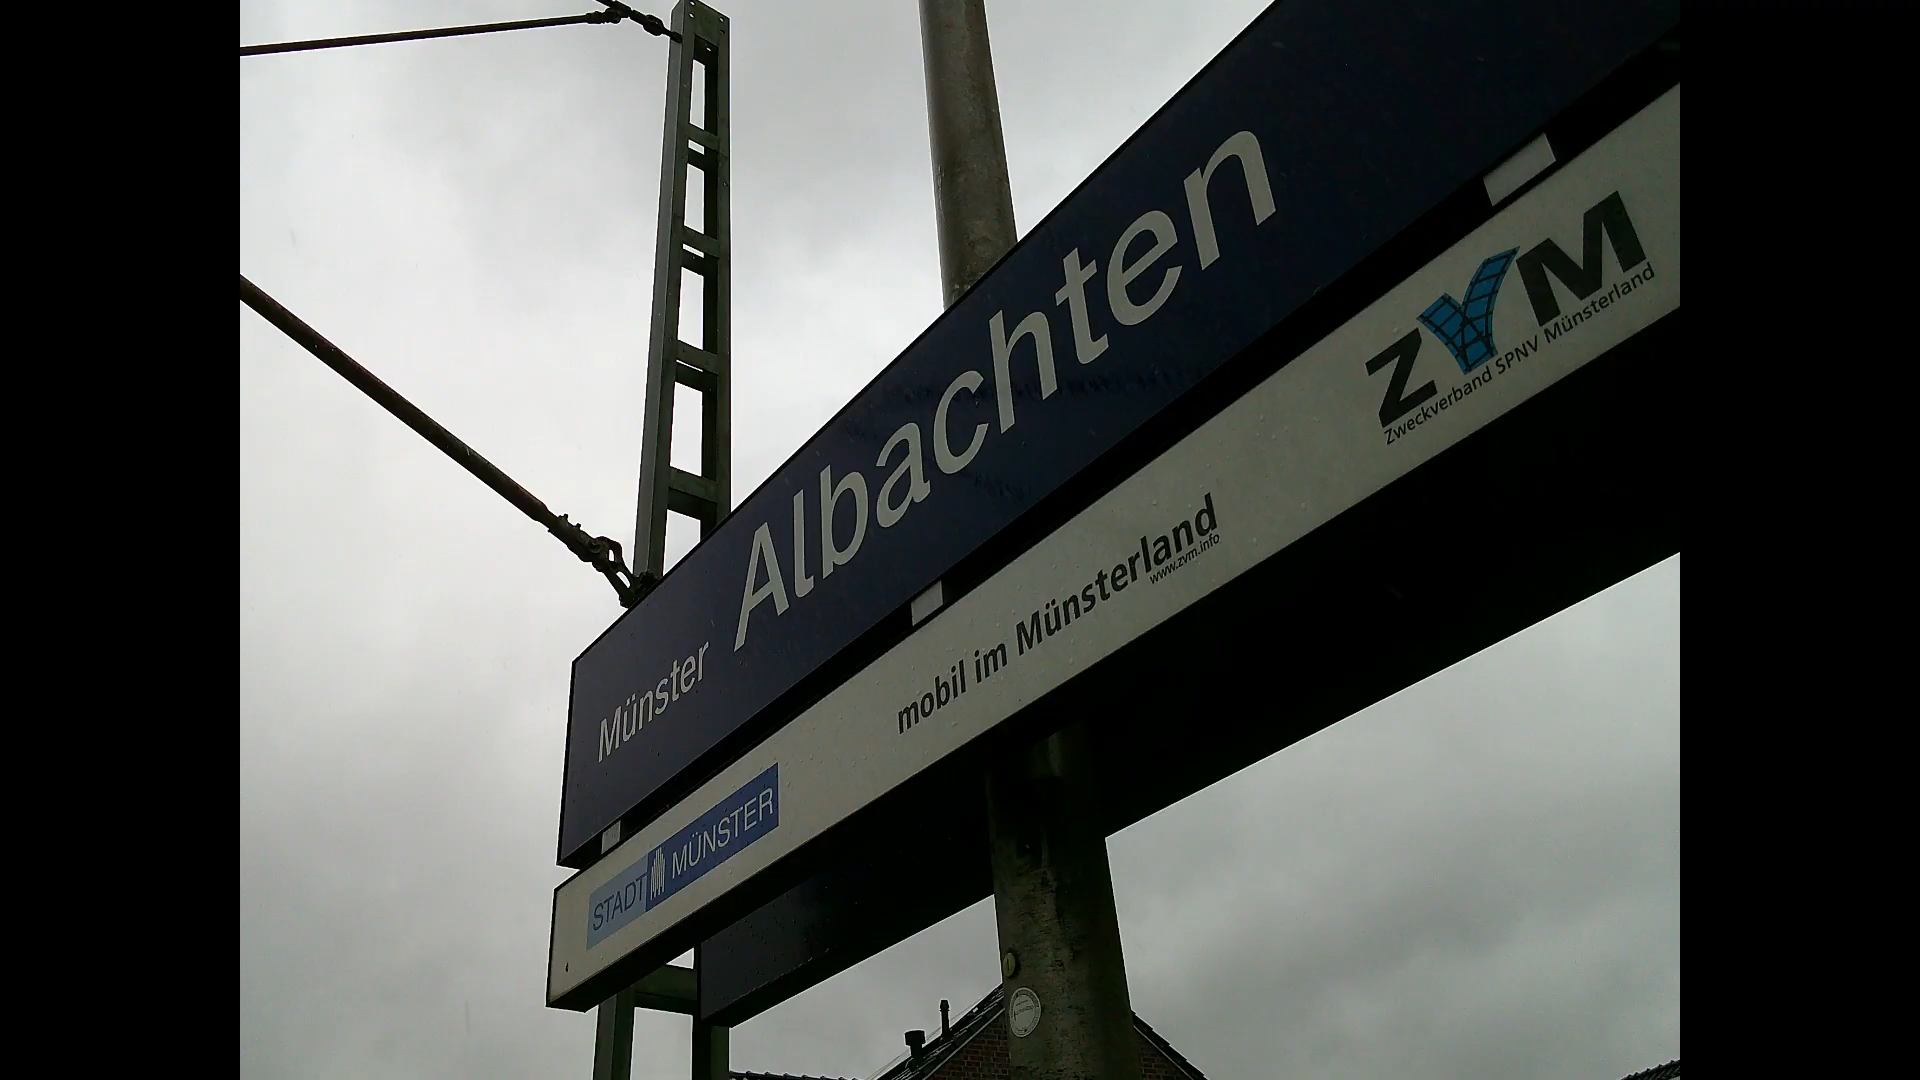 Münster Albachten
ZVM
Zweckverband SPNV Münsterland
mobil im Münsterland
www.zvm.info
STADT MÜNSTER